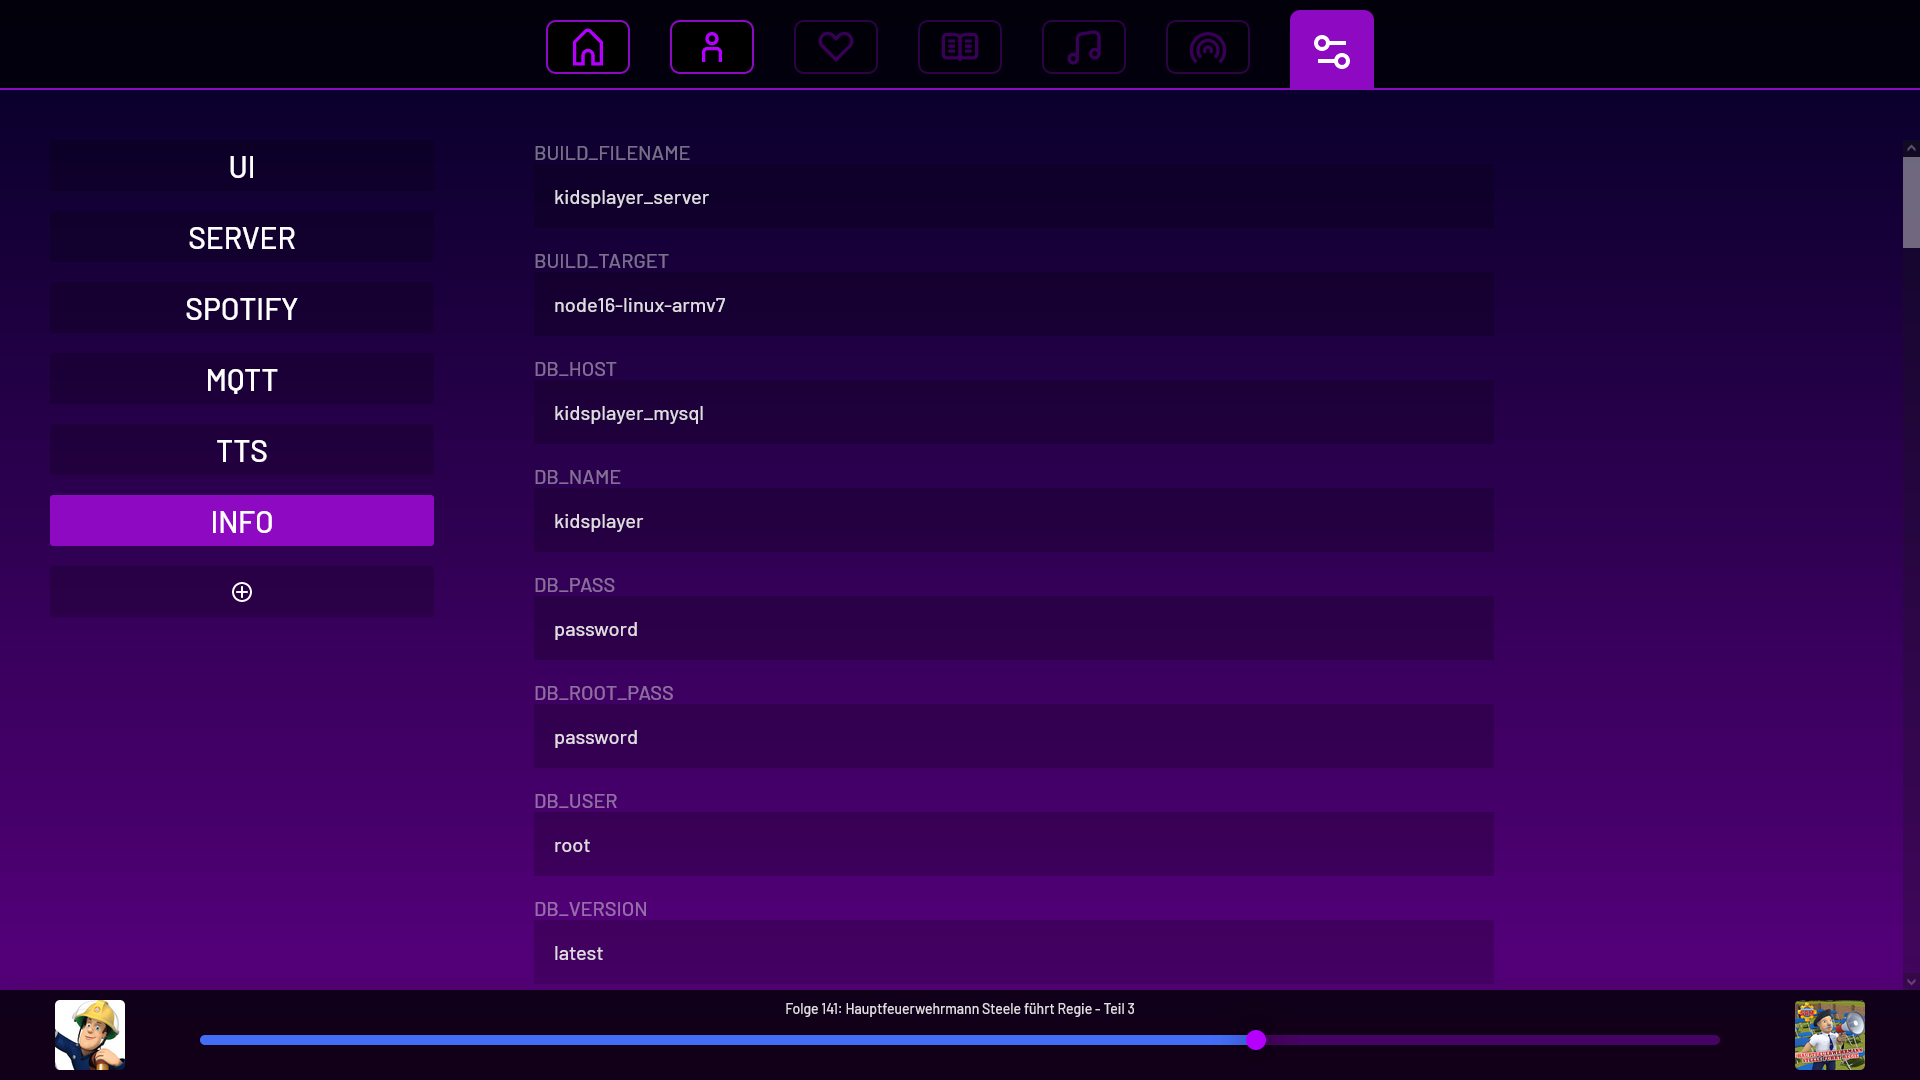 UI
SERVER
SPOTIFY
MQTT
TTS
INFO
BUILD_FILENAME
kidsplayer_server
BUILD_TARGET
node16-linux-armv7
DB_HOST
kidsplayer_mysql
DB_NAME
kidsplayer
DB_PASS
password
DB_ROOT_PASS
password
DB_USER
root
DB_VERSION
latest
Folge 141: Hauptfeuerwehrmann Steele führt Regie - Teil 3